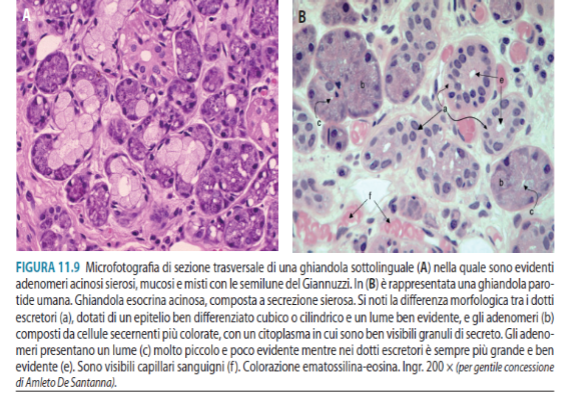 A
B
b
e
a
c
b
c
f
FIGURA 11.9 Microfotografia di sezione trasversale di una ghiandola sottolinguale (A) nella quale sono evidenti
adenomeri acinosi sierosi, mucosi e misti con le semilune del Giannuzzi. In (B) è rappresentata una ghiandola paro-
tide umana. Ghiandola esocrina acinosa, composta a secrezione sierosa. Si noti la differenza morfologica tra i dotti
escretori (a), dotati di un epitelio ben differenziato cubico o cilindrico e un lume ben evidente, e gli adenomeri (b)
composti da cellule secernenti più colorate, con un citoplasma in cui sono ben visibili granuli di secreto. Gli adeno-
meri presentano un lume (c) molto piccolo e poco evidente mentre nei dotti escretori è sempre più grande e ben
evidente (e). Sono visibili capillari sanguigni (f). Colorazione ematossilina-eosina. Ingr. 200 × (per gentile concessione
di Amleto De Santanna).